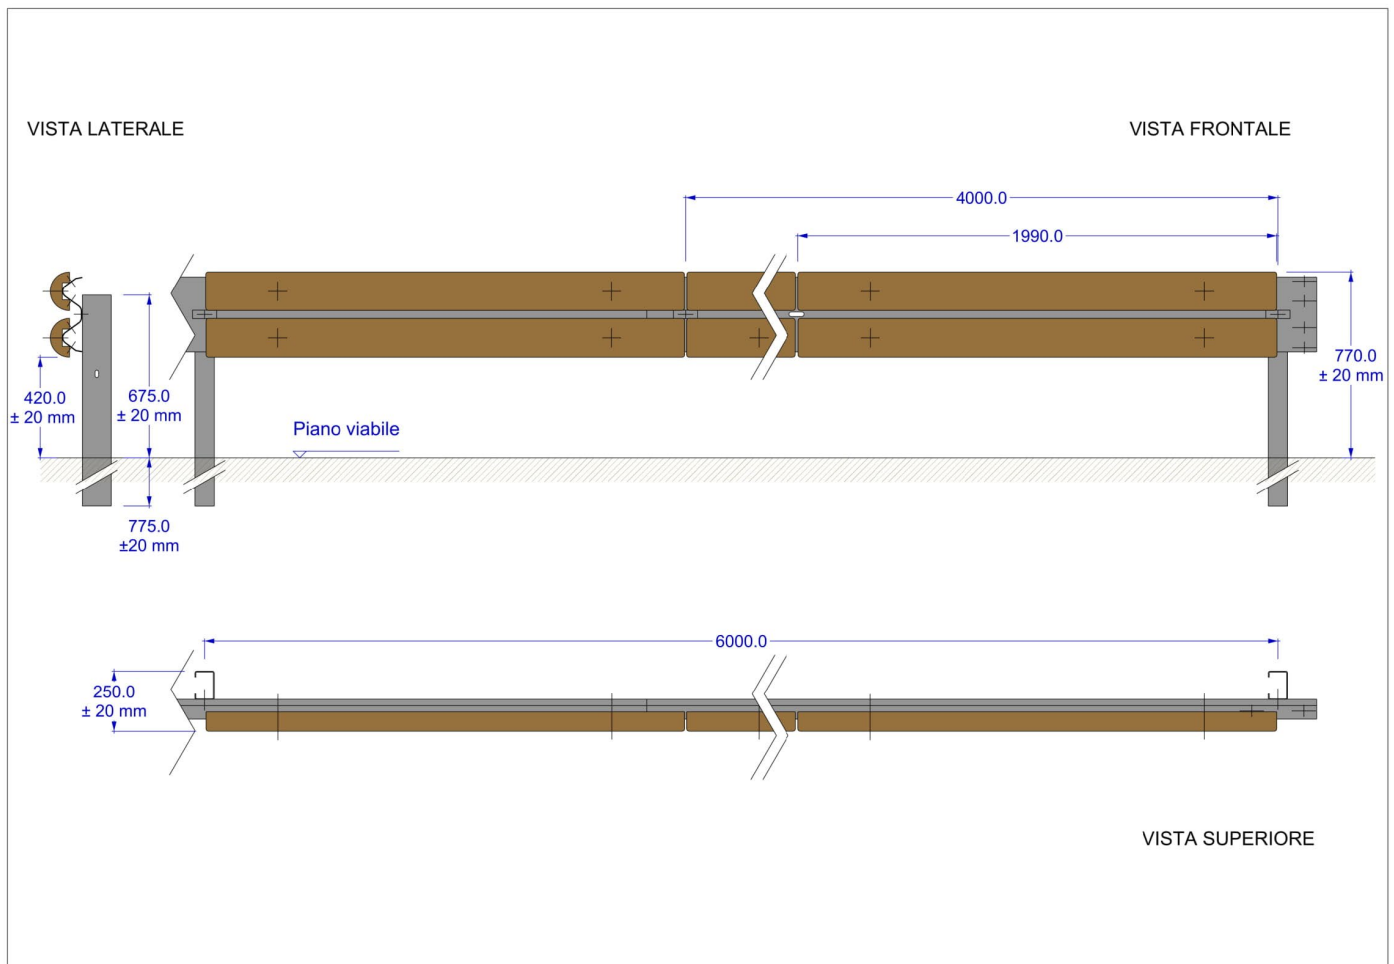 VISTA LATERALE
VISTA FRONTALE
4000.0
1990.0
420.0
± 20 mm
675.0
± 20 mm
770.0
± 20 mm
Piano viabile
775.0
±20 mm
6000.0
250.0
± 20 mm
VISTA SUPERIORE